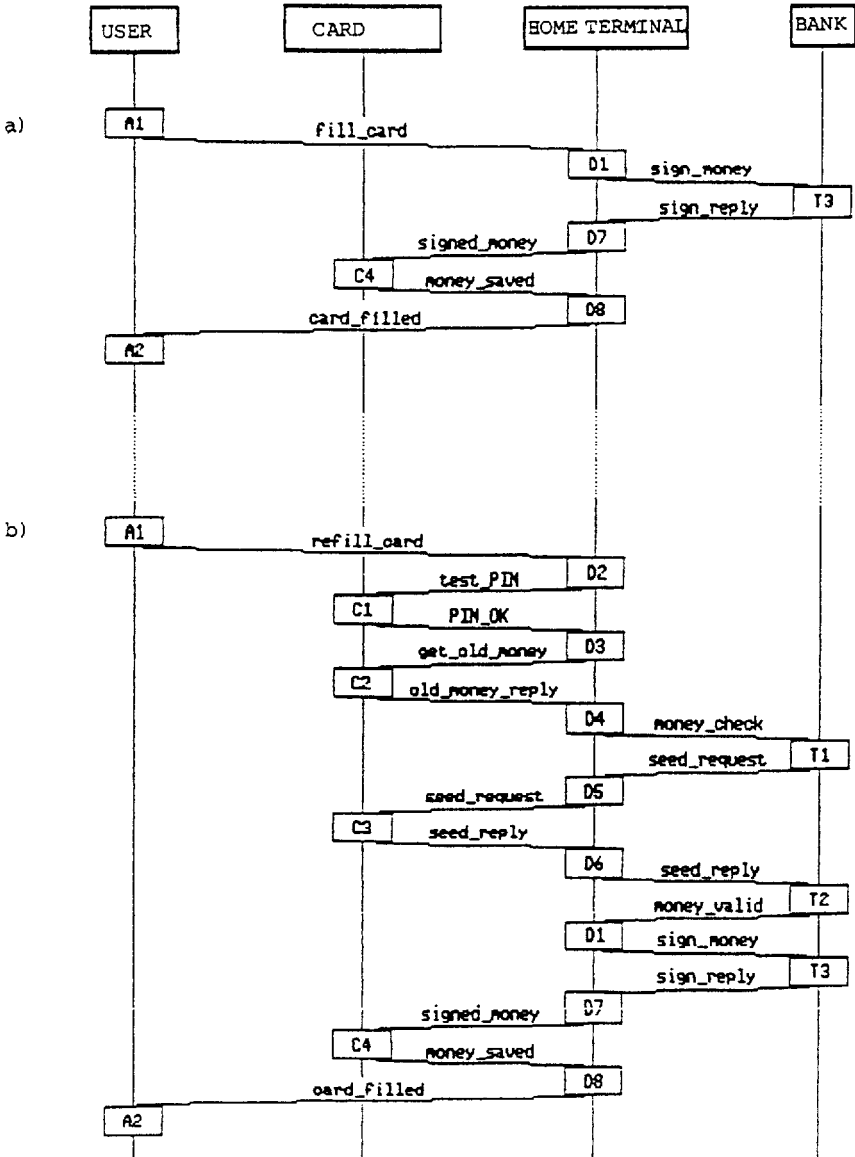 USER CARD HOME TERMINAL BANK
a)
A1
fill_card
D1
sign_money
T3
sign_reply
D7
signed_money
C4
money_saved
D8
card_filled
A2
b)
A1
refill_card
D2
test_PIN
C1
PIN_OK
D3
get_old_money
C2
old_money_reply
D4
money_check
T1
seed_request
D5
seed_request
C3
seed_reply
D6
seed_reply
T2
money_valid
D1
sign_money
T3
sign_reply
D7
signed_money
C4
money_saved
D8
card_filled
A2